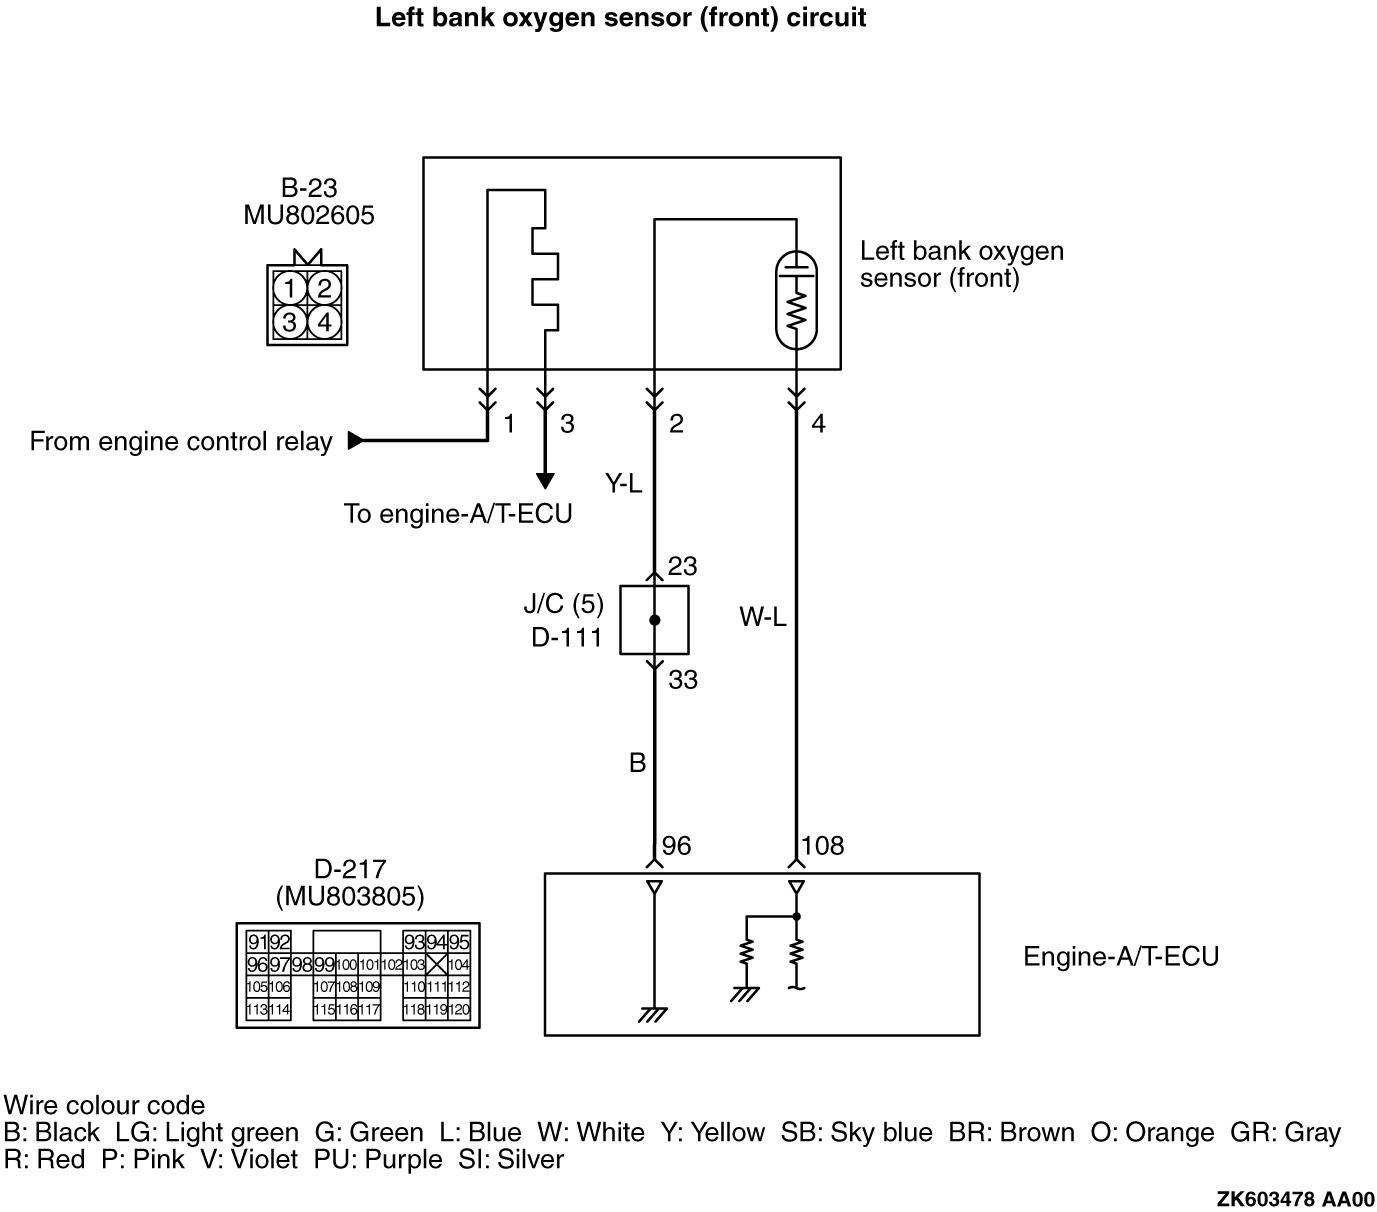 Left bank oxygen sensor (front) circuit
B-23
MU802605
1 2
3 4
Left bank oxygen
sensor (front)
1 3 2 4
From engine control relay
To engine-A/T-ECU
Y-L
23
J/C (5)
D-111
W-L
33
B
96 108
D-217
(MU803805)
91 92 93 94 95
96 97 98 99 100 101 102 103 104
105 106 107 108 109 110 111 112
113 114 115 116 117 118 119 120
Engine-A/T-ECU
Wire colour code
B: Black LG: Light green G: Green L: Blue W: White Y: Yellow SB: Sky blue BR: Brown O: Orange GR: Gray
R: Red P: Pink V: Violet PU: Purple SI: Silver
ZK603478 AA00